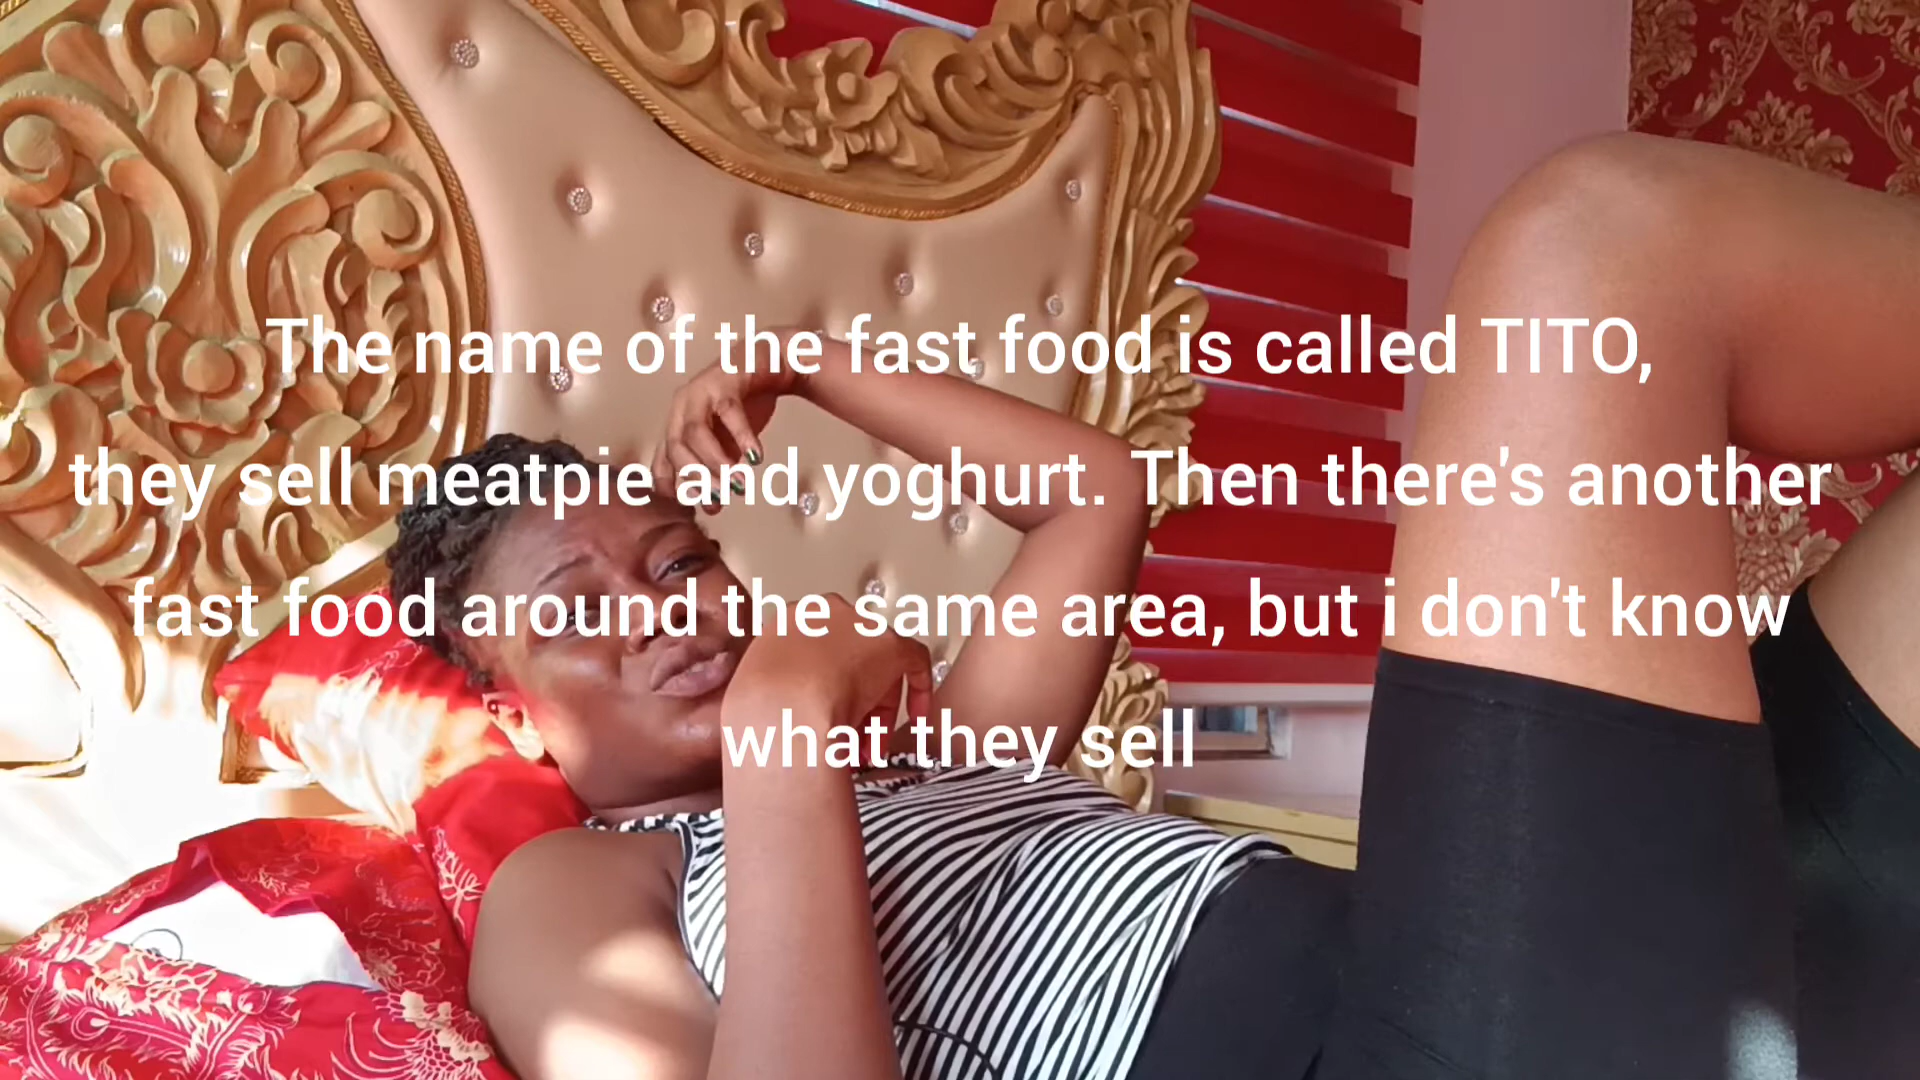 The name of the fast food is called TITO,
they sell meatpie and yoghurt. Then there's another
fast food around the same area, but i don't know
what they sell